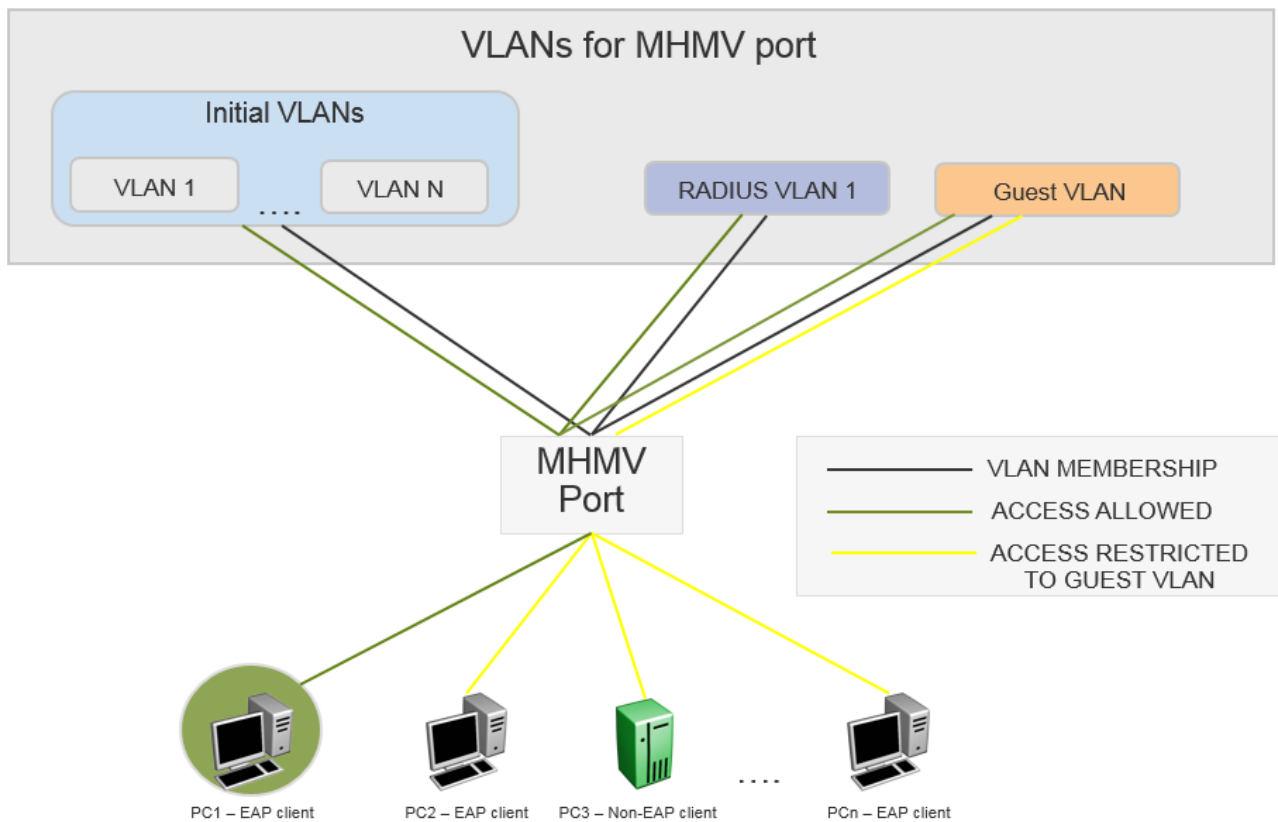 VLANs for MHMV port
Initial VLANs
VLAN 1
....
VLAN N
RADIUS VLAN 1
Guest VLAN
MHMV
Port
VLAN MEMBERSHIP
ACCESS ALLOWED
ACCESS RESTRICTED
TO GUEST VLAN
....
PC1 – EAP client
PC2 – EAP client
PC3 – Non-EAP client
PCn – EAP client